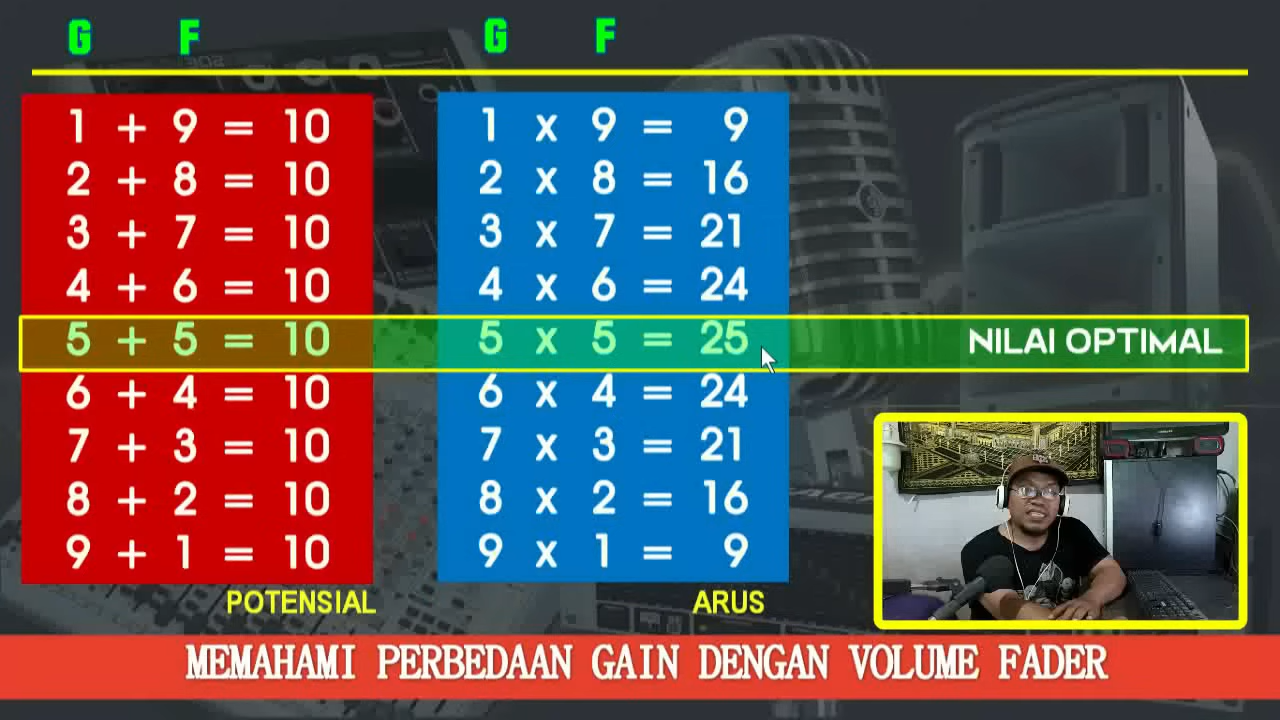 G F G F
1 + 9 = 10 1 x 9 = 9
2 + 8 = 10 2 x 8 = 16
3 + 7 = 10 3 x 7 = 21
4 + 6 = 10 4 x 6 = 24
5 + 5 = 10 5 x 5 = 25 NILAI OPTIMAL
6 + 4 = 10 6 x 4 = 24
7 + 3 = 10 7 x 3 = 21
8 + 2 = 10 8 x 2 = 16
9 + 1 = 10 9 x 1 = 9
POTENSIAL ARUS
MEMAHAMI PERBEDAAN GAIN DENGAN VOLUME FADER